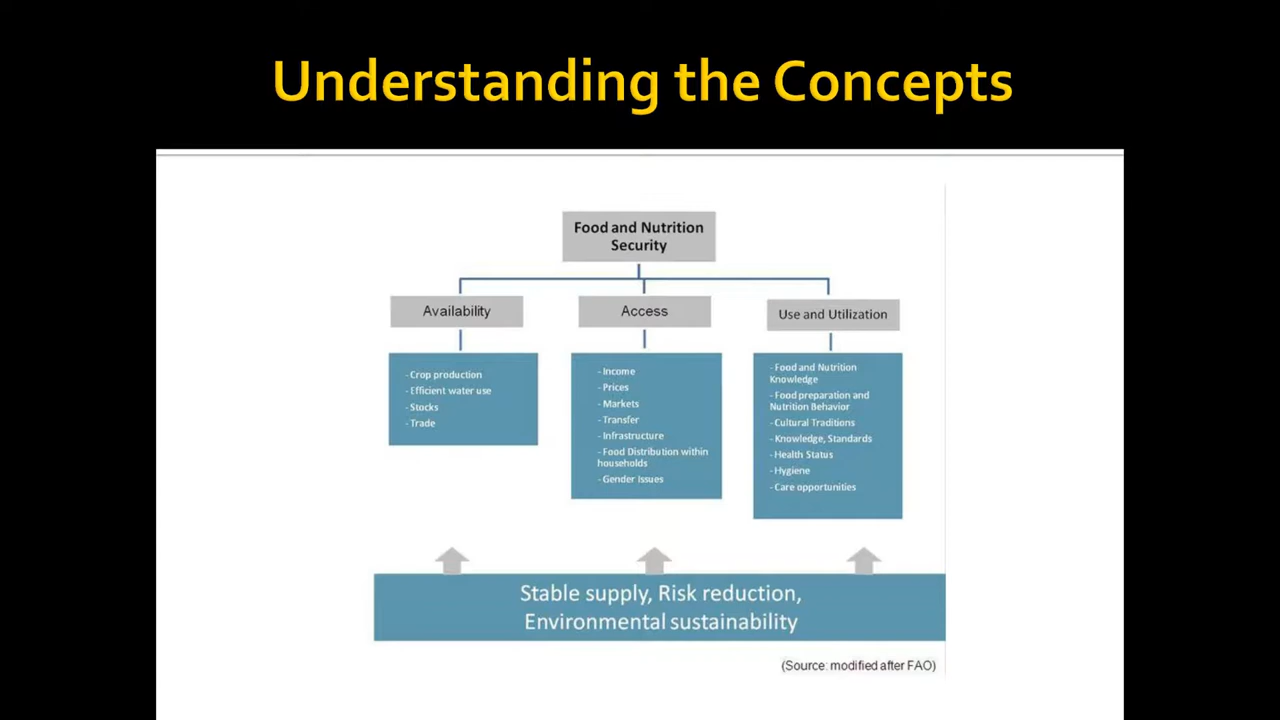 Understanding the Concepts
Food and Nutrition
Security
Availability
Access
Use and Utilization
- Crop production
- Efficient water use
- Stocks
- Trade
- Income
- Prices
- Markets
- Transfer
- Infrastructure
- Food Distribution within
households
- Gender Issues
- Food and Nutrition
Knowledge
- Food preparation and
Nutrition Behavior
- Cultural Traditions
- Knowledge, Standards
- Health Status
- Hygiene
- Care opportunities
Stable supply, Risk reduction,
Environmental sustainability
(Source: modified after FAO)